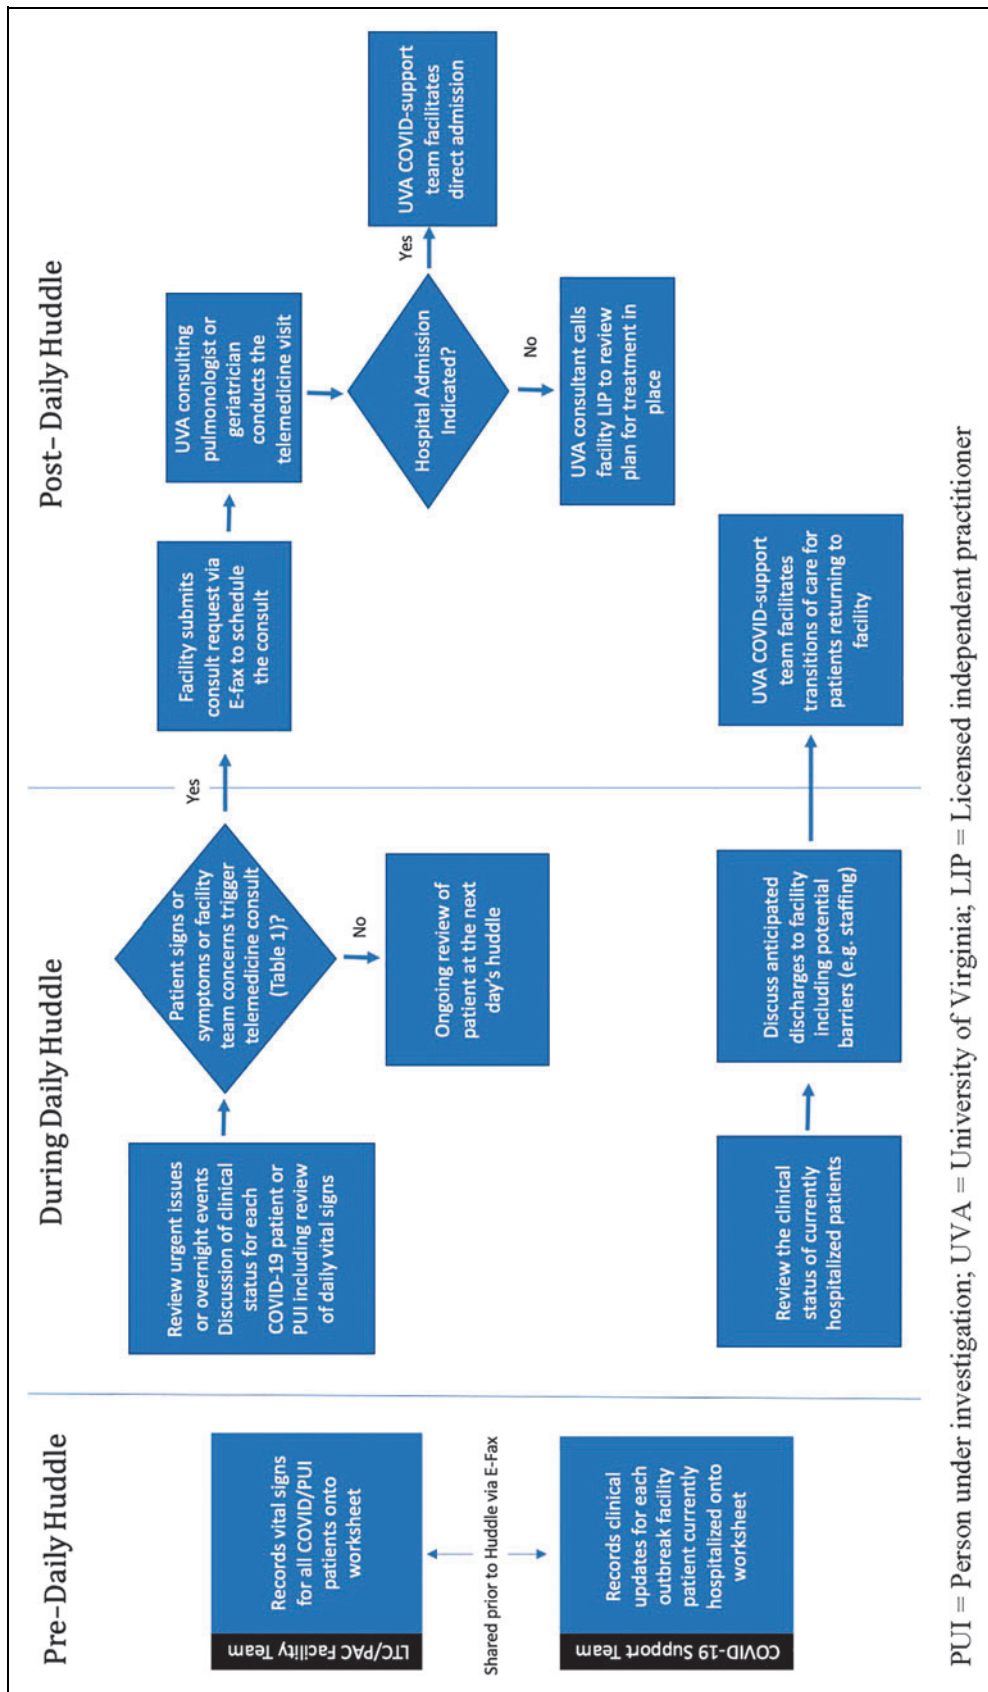 Pre-Daily Huddle
During Daily Huddle
Post- Daily Huddle
LTC/PAC Facility Team
Records vital signs
for all COVID/PUI
patients onto
worksheet
Shared prior to Huddle via E-Fax
COVID-19 Support Team
Records clinical
updates for each
outbreak facility
patient currently
hospitalized onto
worksheet
Review urgent issues
or overnight events
Discussion of clinical
status for each
COVID-19 patient or
PUI including review
of daily vital signs
Patient signs or
symptoms or facility
team concerns trigger
telemedicine consult
(Table 1)?
Yes
No
Ongoing review of
patient at the next
day's huddle
Review the clinical
status of currently
hospitalized patients
Discuss anticipated
discharges to facility
including potential
barriers (e.g. staffing)
Facility submits
consult request via
E-fax to schedule
the consult
UVA consulting
pulmonologist or
geriatrician
conducts the
telemedicine visit
Hospital Admission
Indicated?
Yes
UVA COVID-support
team facilitates
direct admission
No
UVA consultant calls
facility LIP to review
plan for treatment in
place
UVA COVID-support
team facilitates
transitions of care for
patients returning to
facility
PUI = Person under investigation; UVA = University of Virginia; LIP = Licensed independent practitioner